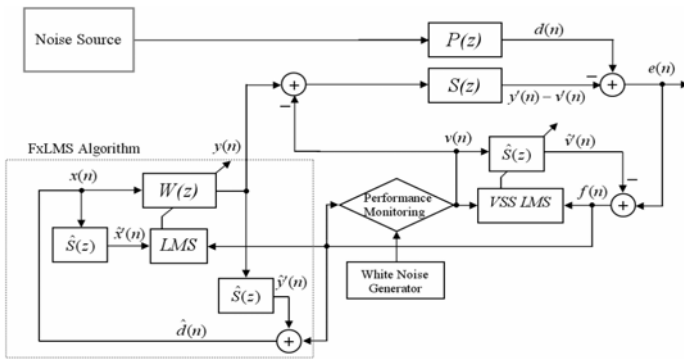 Noise Source
P(z)
d(n)
e(n)
S(z)
y'(n) – v'(n)
FxLMS Algorithm
y(n)
v(n)
Ŝ(z)
v̂'(n)
x(n)
W(z)
f(n)
Performance
Monitoring
VSS LMS
Ŝ(z)
x̂'(n)
LMS
White Noise
Generator
Ŝ(z)
ŷ'(n)
d̂(n)